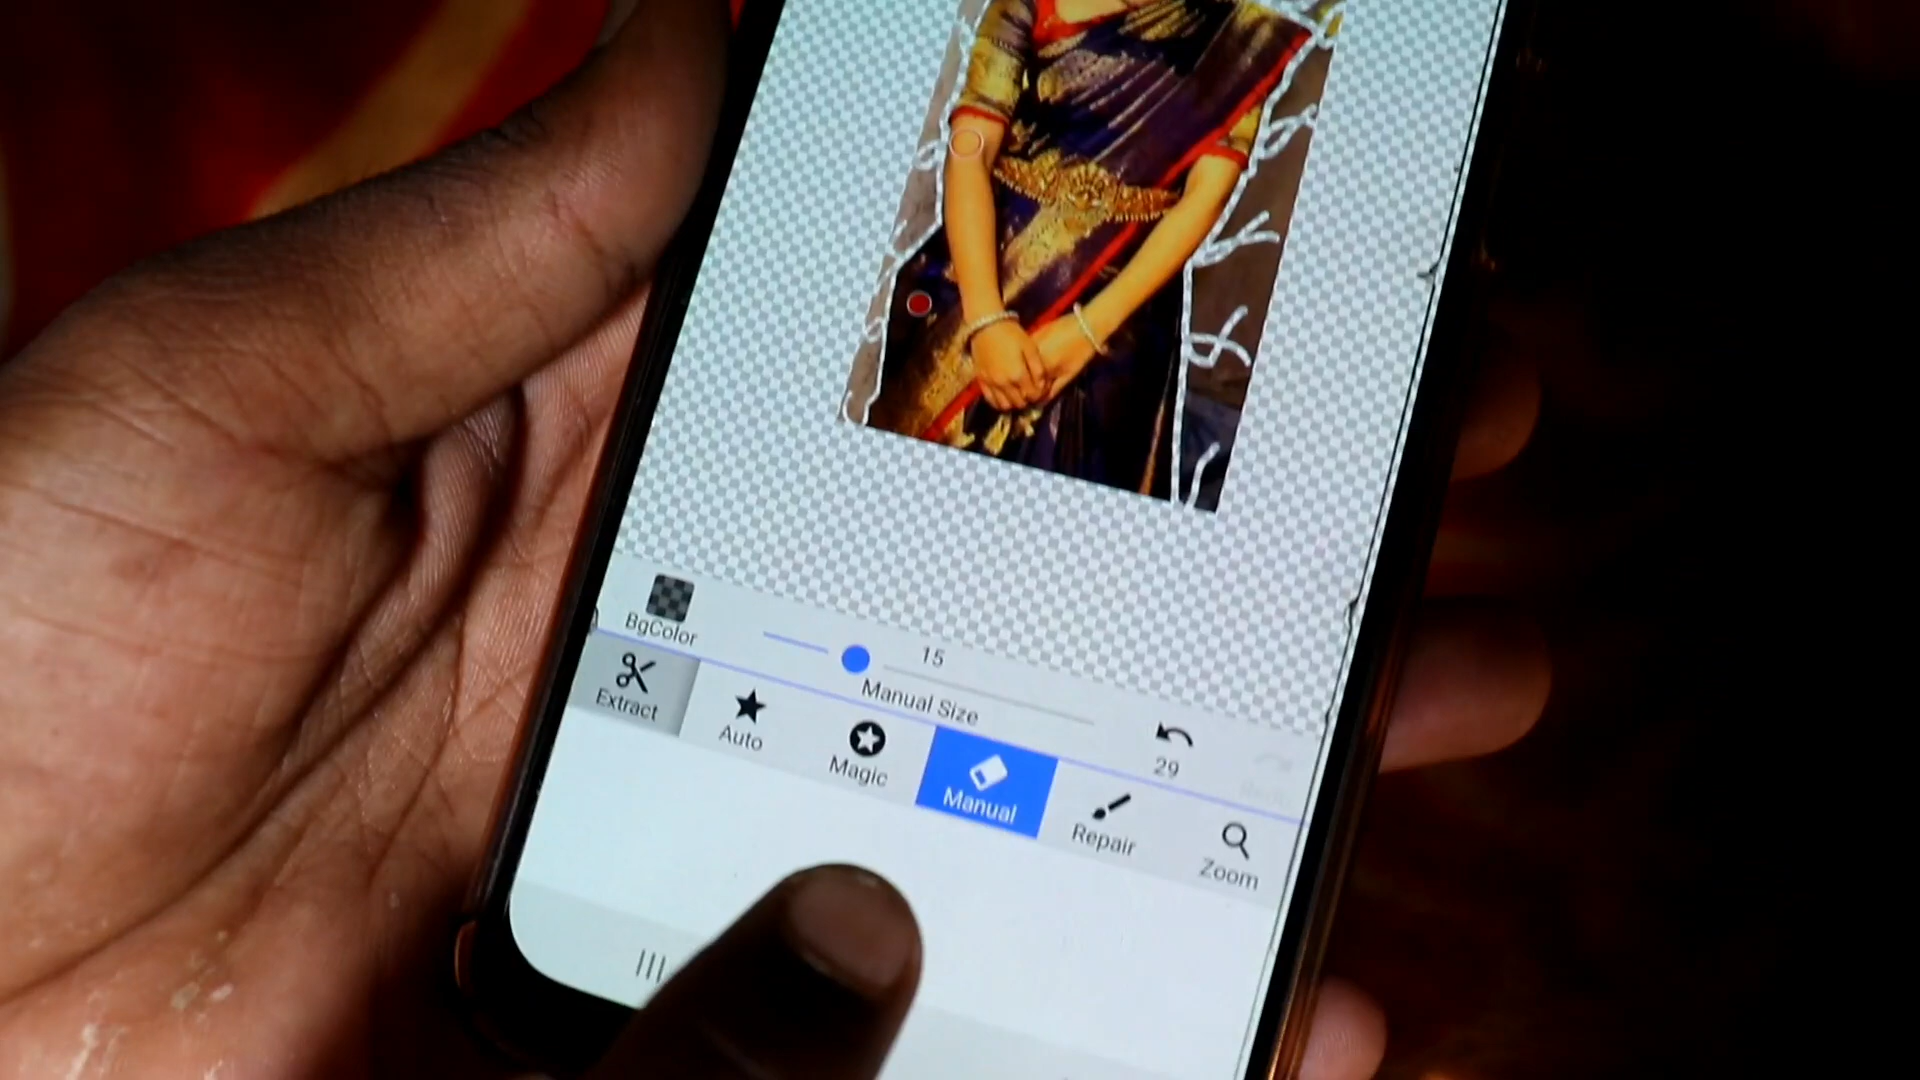 BgColor
15
Manual Size
Extract
Auto
Magic
Manual
Repair
Zoom
29